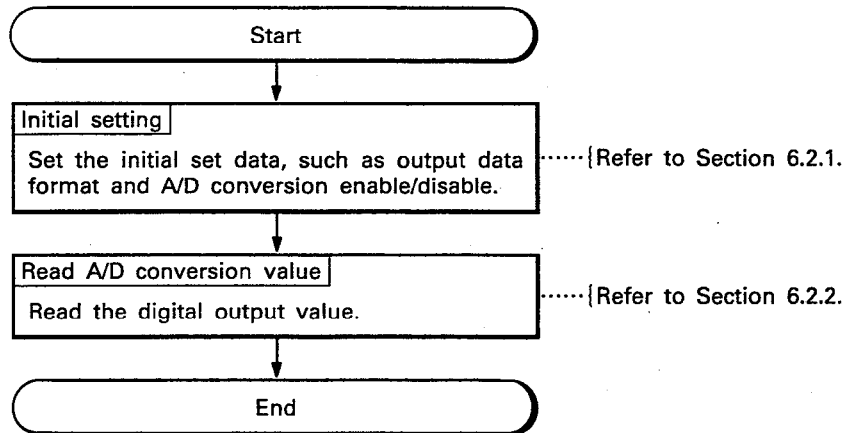 Start
Initial setting
Set the initial set data, such as output data
format and A/D conversion enable/disable.
Refer to Section 6.2.1.
Read A/D conversion value
Read the digital output value.
Refer to Section 6.2.2.
End